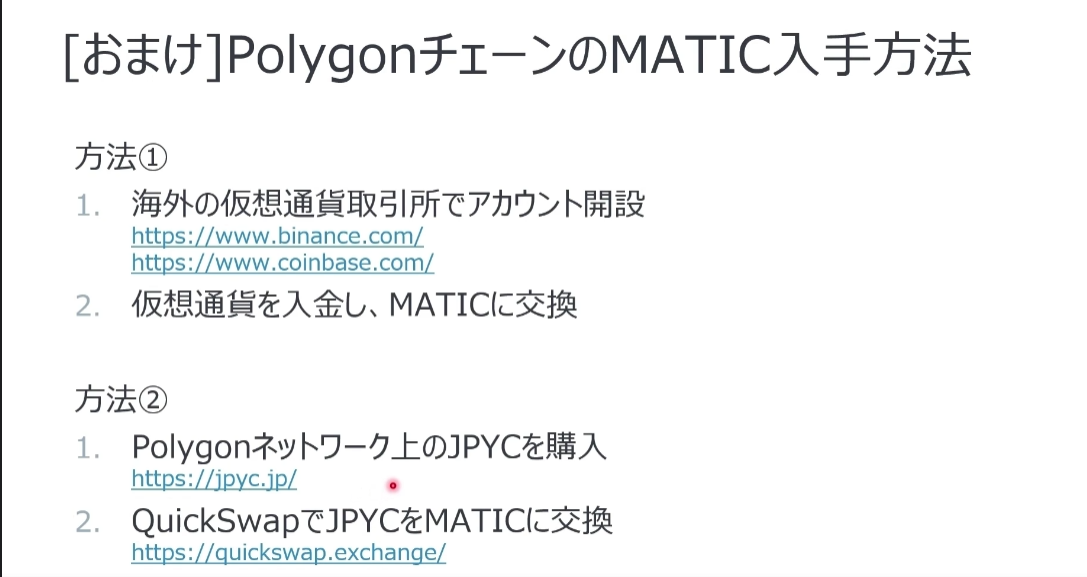 [おまけ]PolygonチェーンのMATIC入手方法
方法①
1. 海外の仮想通貨取引所でアカウント開設
https://www.binance.com/
https://www.coinbase.com/
2. 仮想通貨を入金し、MATICに交換
方法②
1. Polygonネットワーク上のJPYCを購入
https://jpyc.jp/
2. QuickSwapでJPYCをMATICに交換
https://quickswap.exchange/